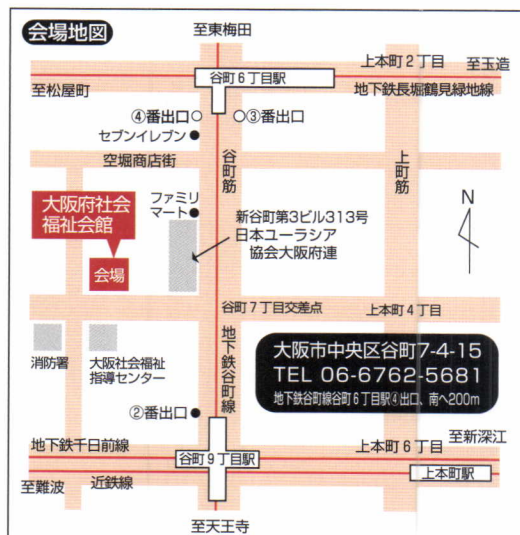 会場地図
至東梅田
上本町2丁目
至玉造
谷町6丁目駅
至松屋町
地下鉄長堀鶴見緑地線
④番出口
③番出口
セブンイレブン
空堀商店街
谷町筋
上町筋
大阪府社会
福祉会館
ファミリ
マート
新谷町第3ビル313号
日本ユーラシア
協会大阪府連
N
会場
谷町7丁目交差点
上本町4丁目
消防署
大阪社会福祉
指導センター
地下鉄谷町線
大阪市中央区谷町7-4-15
TEL 06-6762-5681
地下鉄谷町線谷町6丁目駅④出口、南へ200m
②番出口
至新深江
地下鉄千日前線
上本町6丁目
谷町9丁目駅
上本町駅
至難波
近鉄線
至天王寺